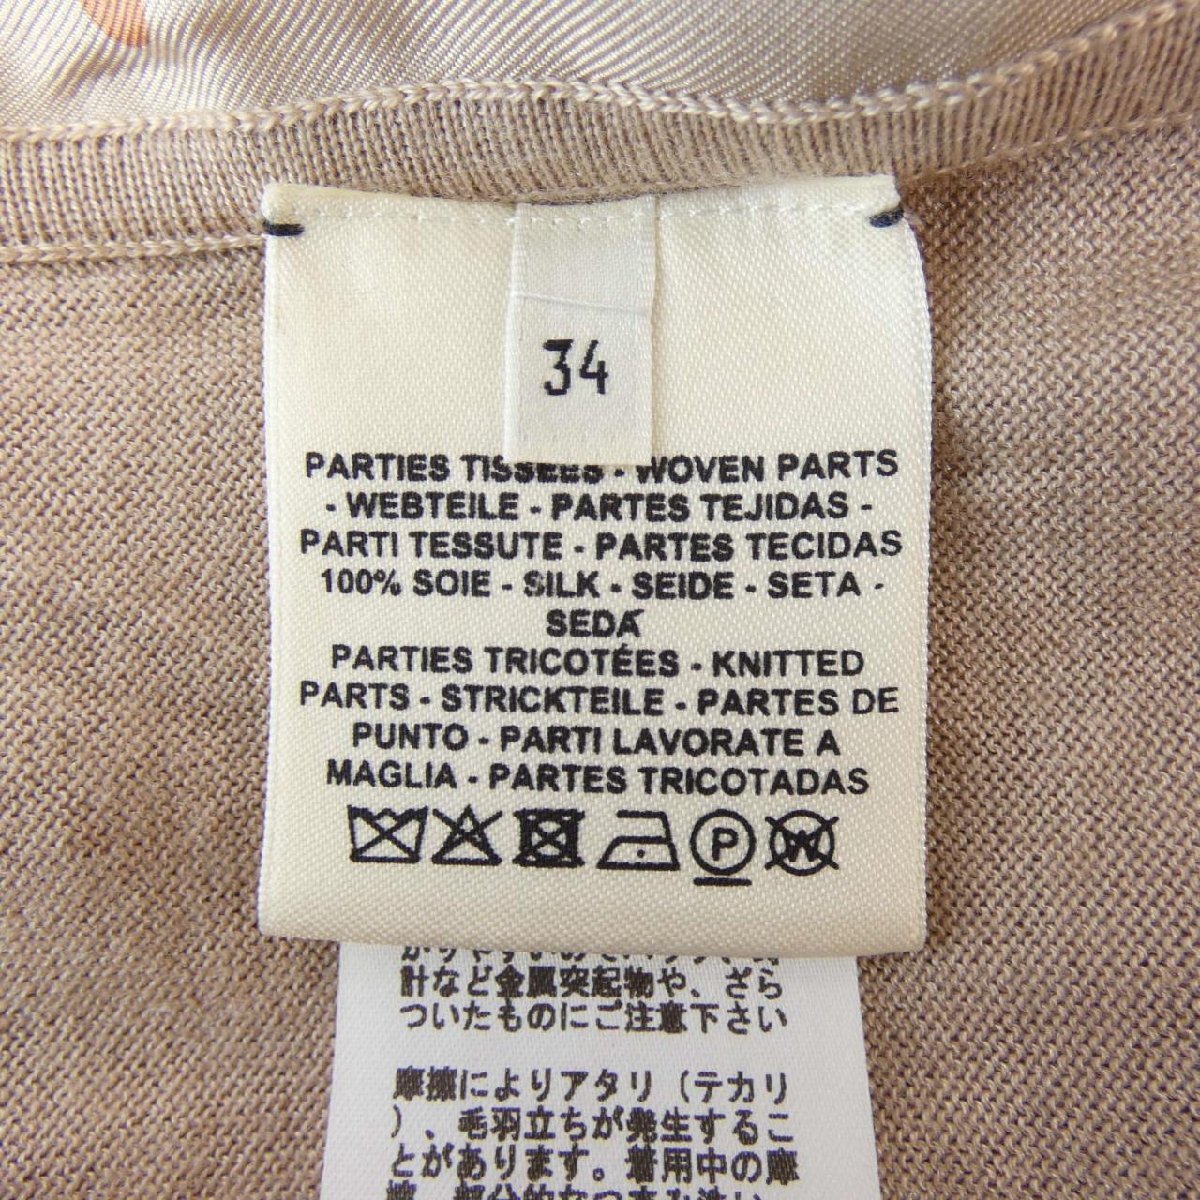 34
PARTIES TISSEES - WOVEN PARTS
- WEBTEILE - PARTES TEJIDAS -
PARTI TESSUTE - PARTES TECIDAS
100% SOIE - SILK - SEIDE - SETA -
SEDA
PARTIES TRICOTÉES - KNITTED
PARTS - STRICKTEILE - PARTES DE
PUNTO - PARTI LAVORATE A
MAGLIA - PARTES TRICOTADAS
P
W
計など金属突起物や、ざら
ついたものにご注意下さい
摩擦によりアタリ（テカリ
）、毛羽立ちが発生するこ
とがあります。着用中の摩